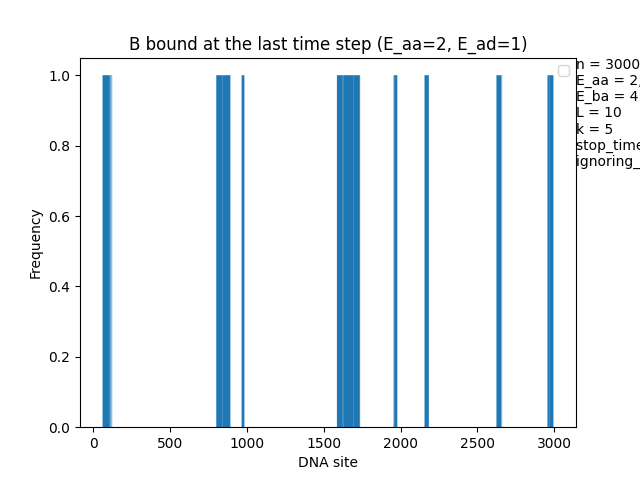 B bound at the last time step (E_aa=2, E_ad=1)
n = 3000
E_aa = 2,
E_ba = 4
L = 10
k = 5
stop_time
ignoring_
1.0
0.8
0.6
0.4
0.2
0.0
Frequency
0
500
1000
1500
2000
2500
3000
DNA site